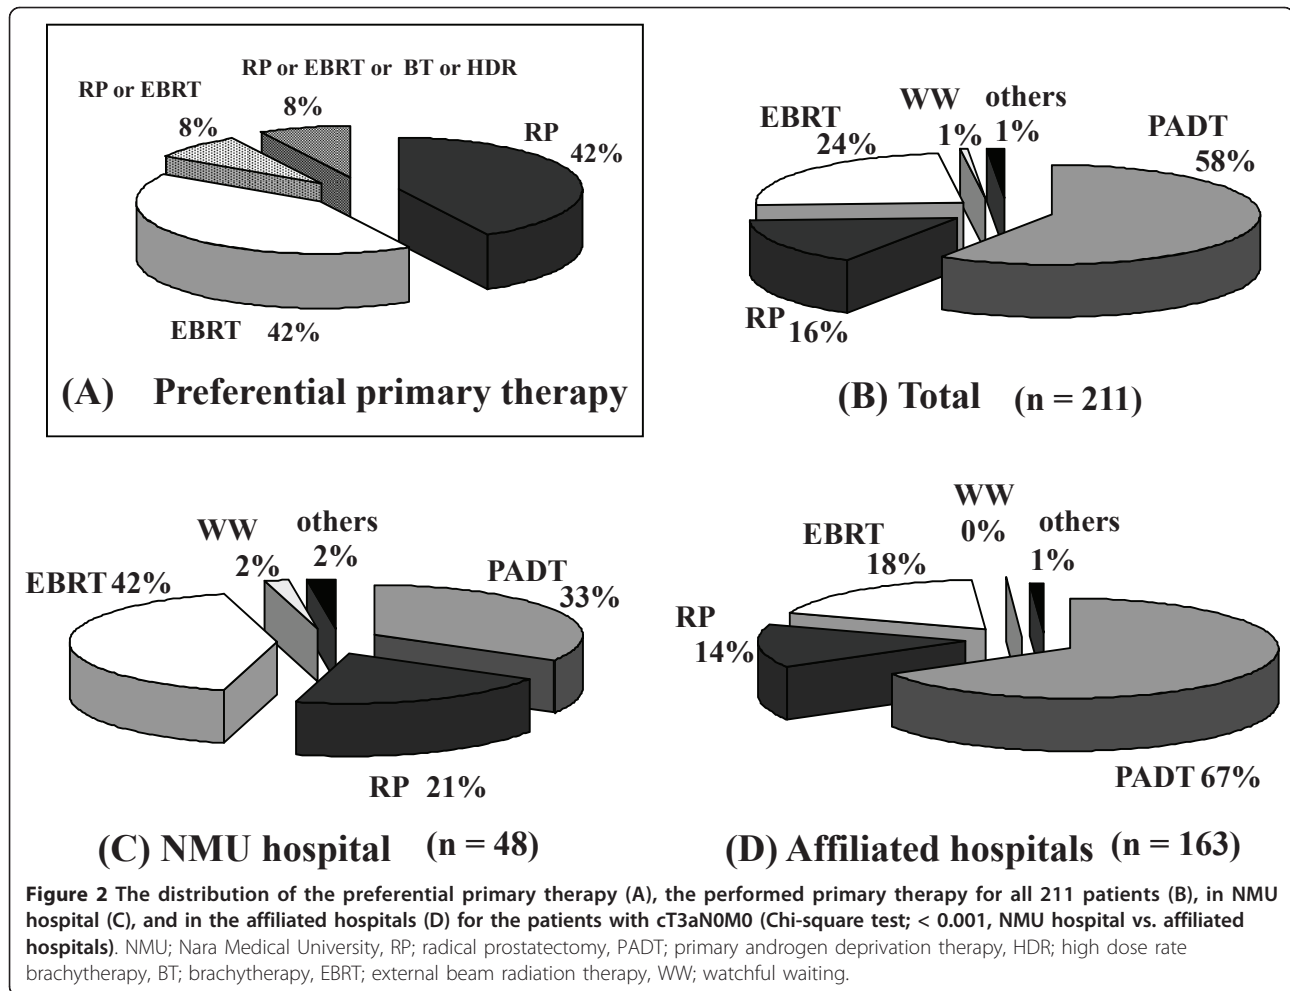 RP or EBRT or BT or HDR
8%
RP or EBRT
8%
RP
42%
EBRT 42%
(A) Preferential primary therapy
EBRT
24%
WW
1%
others
1%
PADT
58%
RP 16%
(B) Total (n = 211)
EBRT 42%
WW
2%
others
2%
PADT
33%
RP 21%
(C) NMU hospital (n = 48)
WW
0%
EBRT
18%
others
1%
RP
14%
PADT 67%
(D) Affiliated hospitals (n = 163)
Figure 2 The distribution of the preferential primary therapy (A), the performed primary therapy for all 211 patients (B), in NMU
hospital (C), and in the affiliated hospitals (D) for the patients with cT3aN0M0 (Chi-square test; < 0.001, NMU hospital vs. affiliated
hospitals). NMU; Nara Medical University, RP; radical prostatectomy, PADT; primary androgen deprivation therapy, HDR; high dose rate
brachytherapy, BT; brachytherapy, EBRT; external beam radiation therapy, WW; watchful waiting.